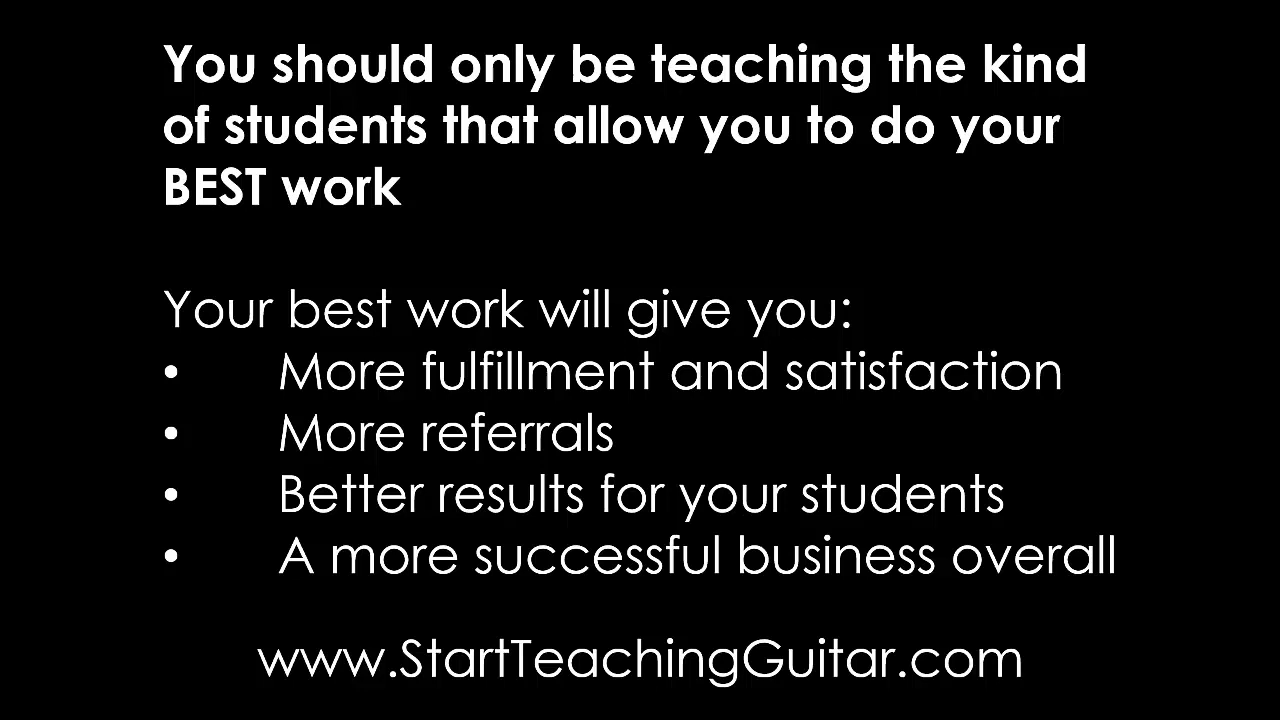 You should only be teaching the kind
of students that allow you to do your
BEST work
Your best work will give you:
• More fulfillment and satisfaction
• More referrals
• Better results for your students
• A more successful business overall
www.StartTeachingGuitar.com